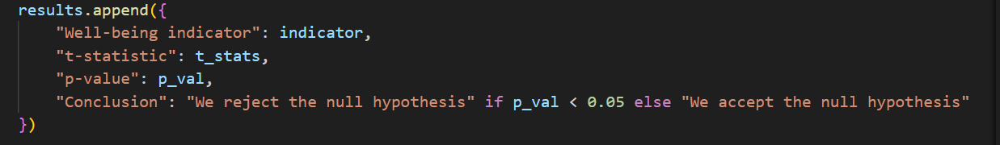 results.append({
"Well-being indicator": indicator,
"t-statistic": t_stats,
"p-value": p_val,
"Conclusion": "We reject the null hypothesis" if p_val < 0.05 else "We accept the null hypothesis"
})